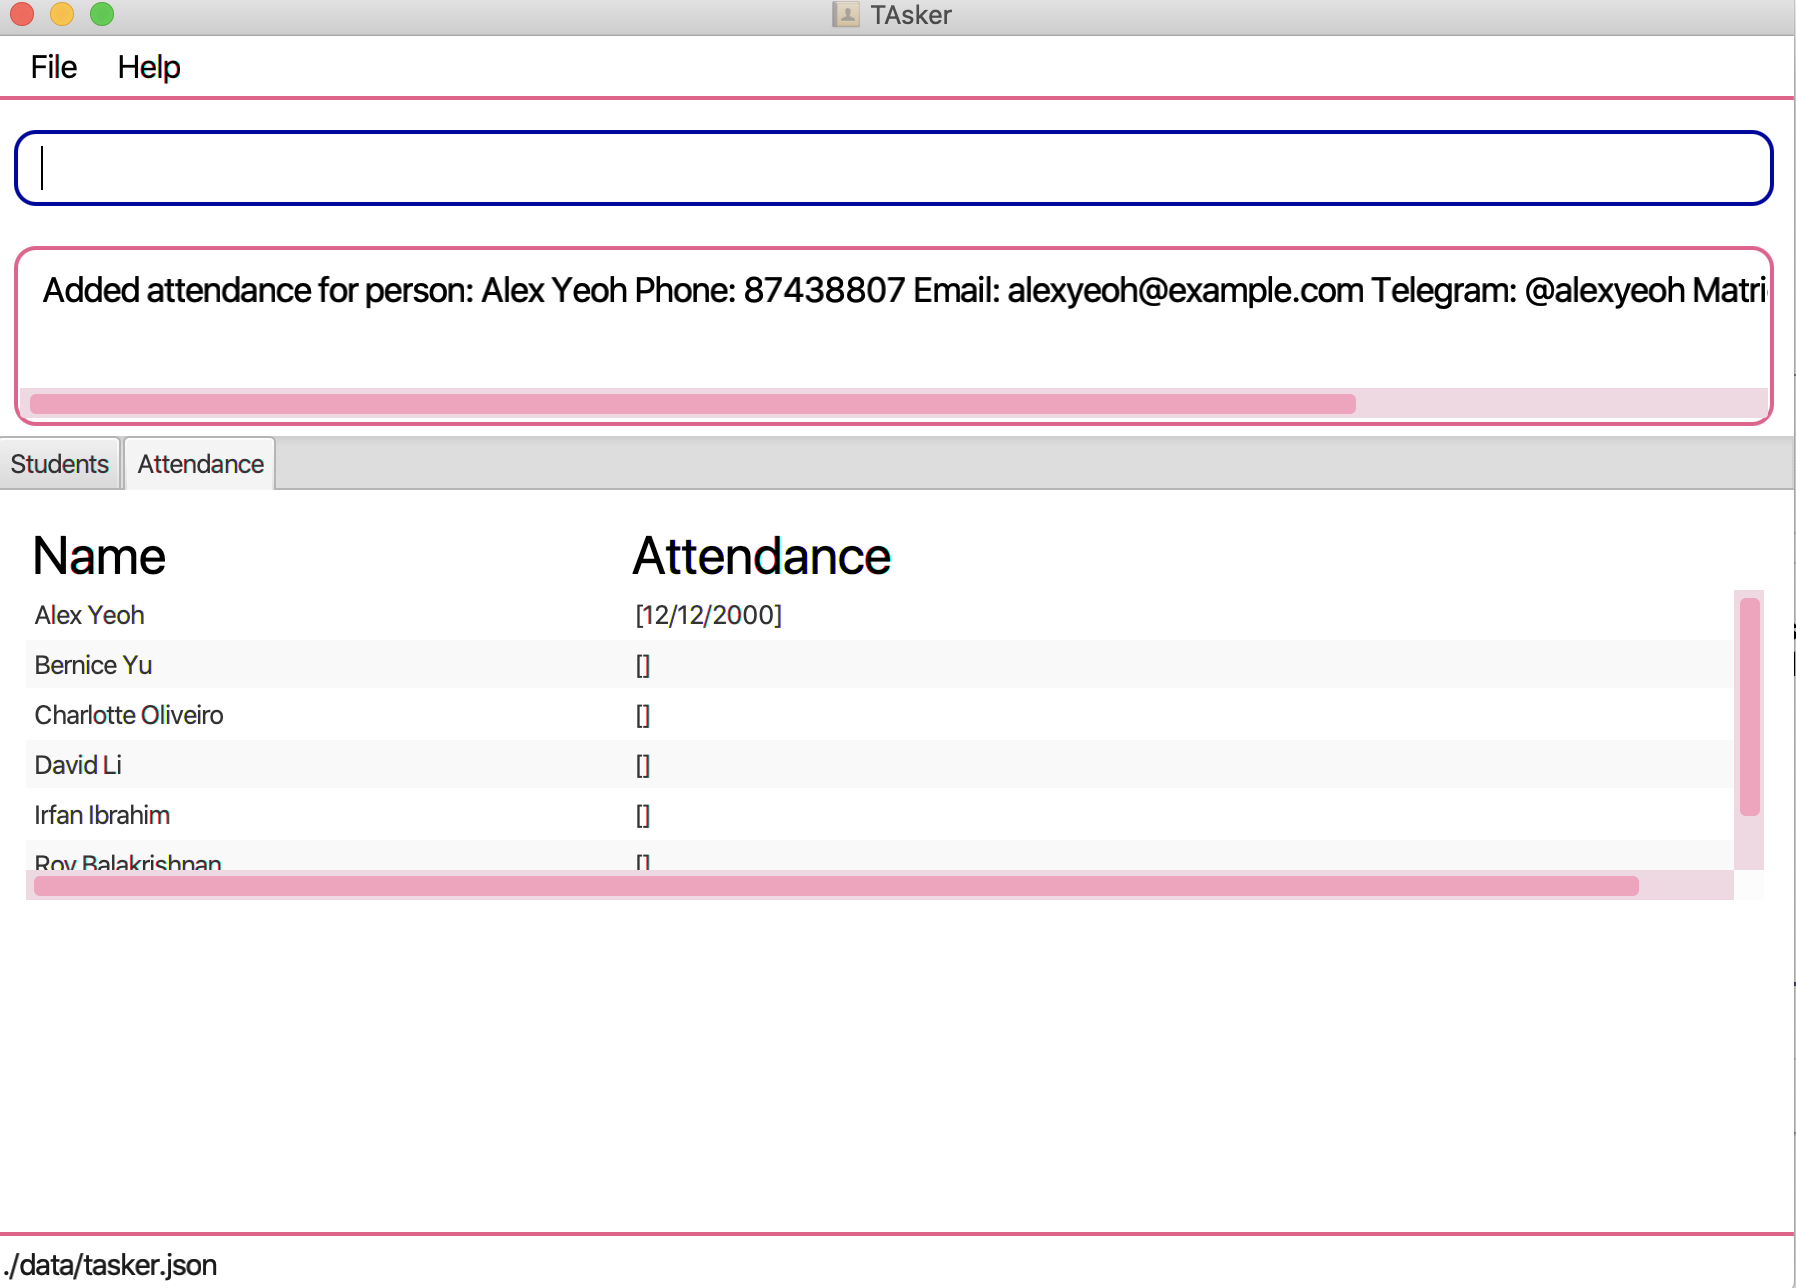 TAsker
File Help
Added attendance for person: Alex Yeoh Phone: 87438807 Email: alexyeoh@example.com Telegram: @alexyeoh
Students Attendance
Name Attendance
Alex Yeoh [12/12/2000]
Bernice Yu []
Charlotte Oliveiro []
David Li []
Irfan Ibrahim []
Roy Balakrishnan []
./data/tasker.json